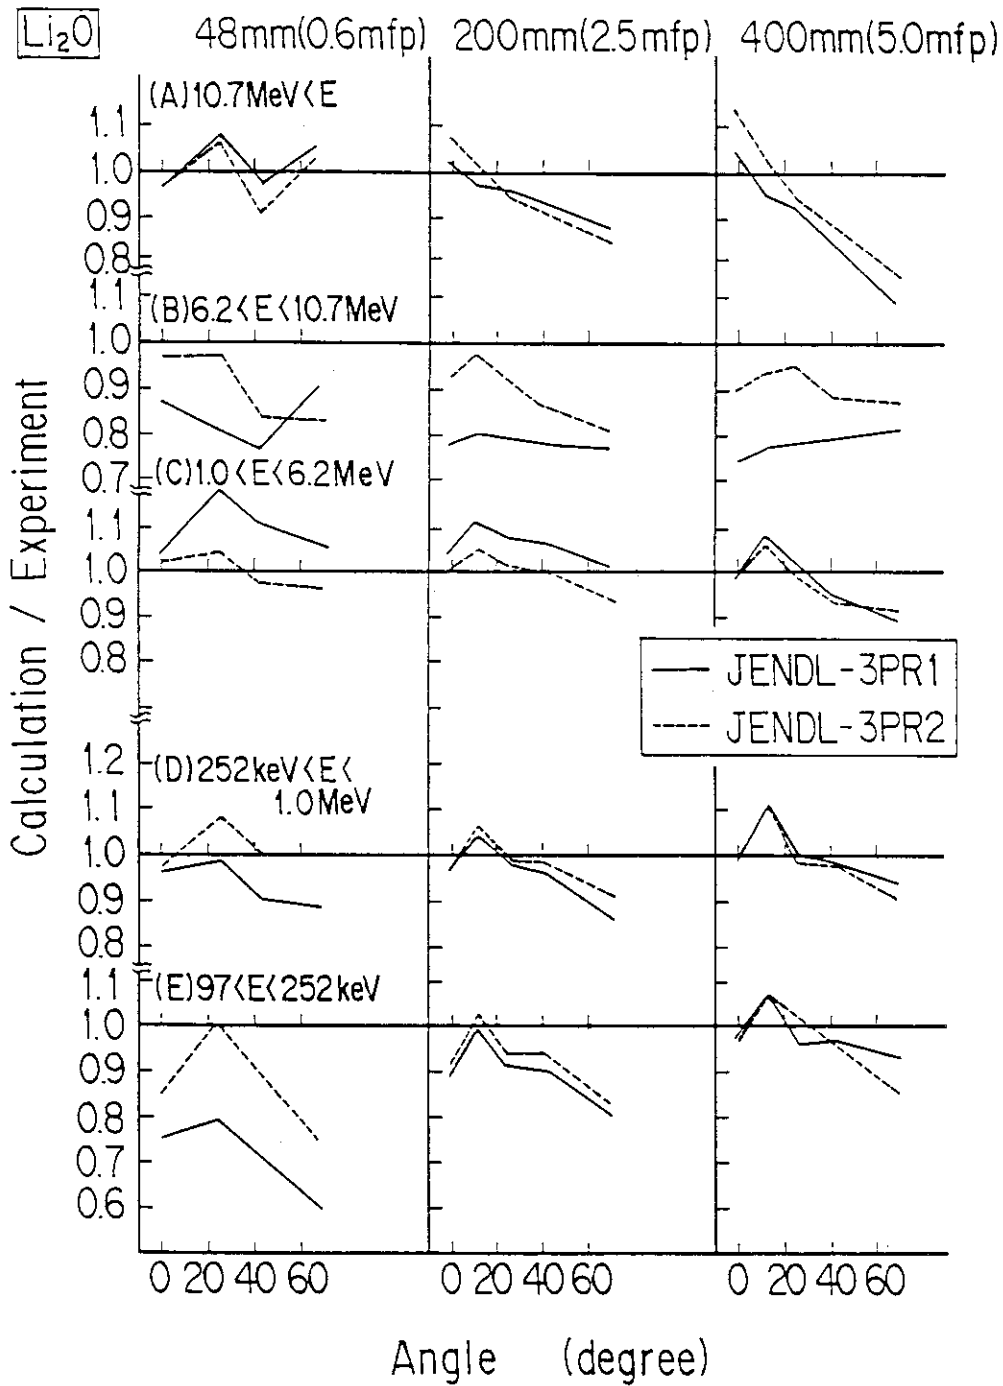 Li₂O 48mm(0.6mfp) 200mm(2.5mfp) 400mm(5.0mfp)
(A)10.7MeV<E
1.1
1.0
0.9
0.8
(B)6.2<E<10.7MeV
1.1
1.0
0.9
0.8
0.7
(C)1.0<E<6.2MeV
1.1
1.0
0.9
0.8
JENDL-3PR1
JENDL-3PR2
(D)252keV<E<
1.0MeV
1.2
1.1
1.0
0.9
0.8
(E)97<E<252keV
1.1
1.0
0.9
0.8
0.7
0.6
0 20 40 60 0 20 40 60 0 20 40 60
Calculation / Experiment
Angle (degree)